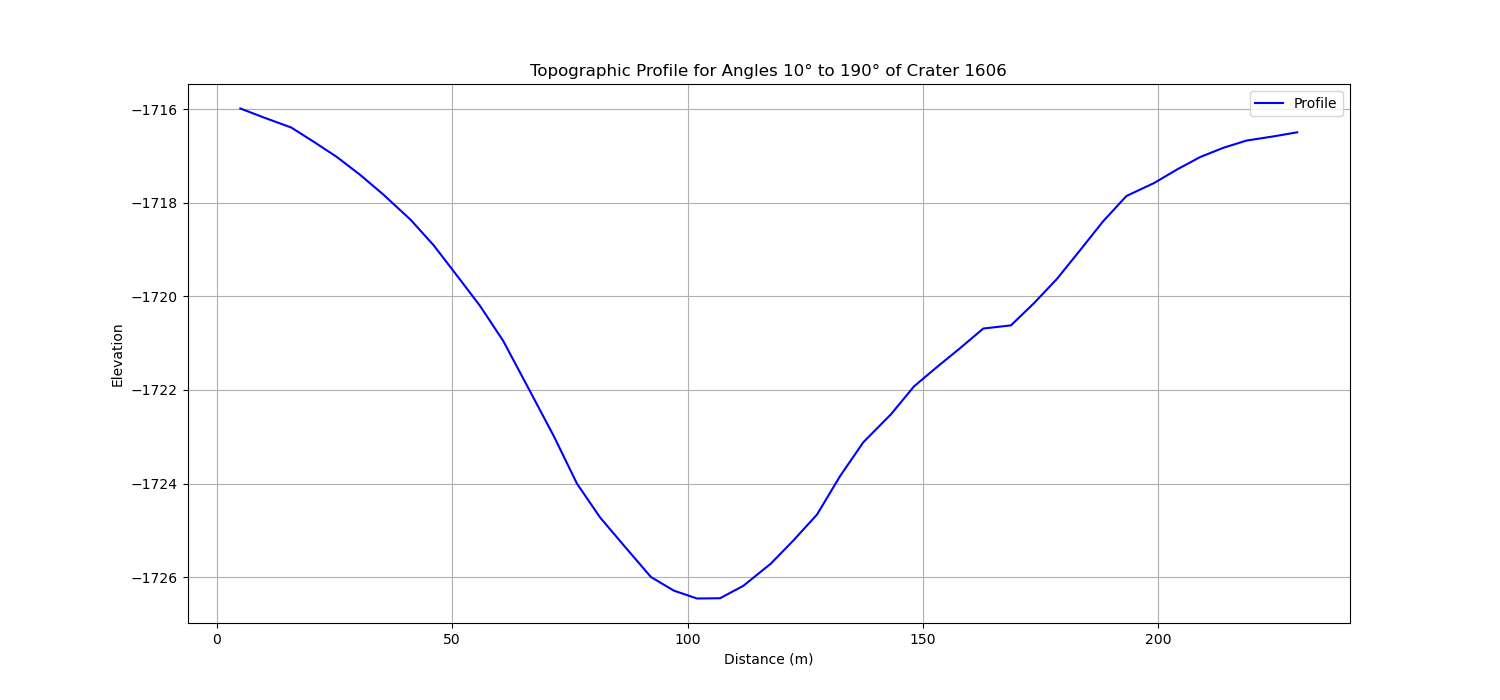 Topographic Profile for Angles 10° to 190° of Crater 1606
Profile
−1716
−1718
−1720
−1722
−1724
−1726
Elevation
0
50
100
150
200
Distance (m)